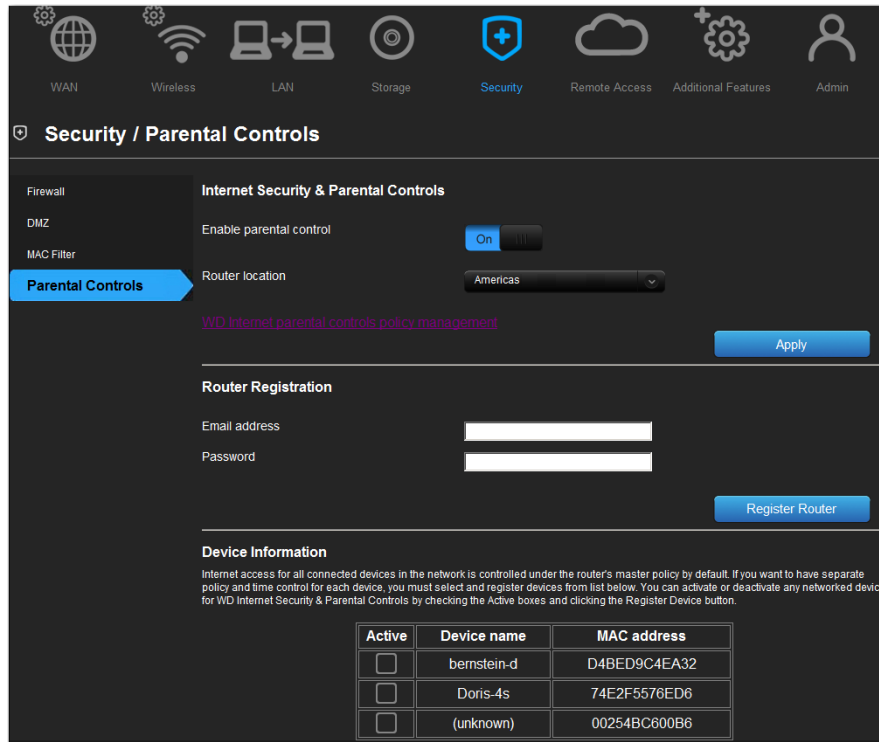 WAN Wireless LAN Storage Security Remote Access Additional Features Admin
Security / Parental Controls
Firewall
DMZ
MAC Filter
Parental Controls
Internet Security & Parental Controls
Enable parental control On
Router location Americas
WD Internet parental controls policy management
Apply
Router Registration
Email address
Password
Register Router
Device Information
Internet access for all connected devices in the network is controlled under the router's master policy by default. If you want to have separate
policy and time control for each device, you must select and register devices from list below. You can activate or deactivate any networked devic
for WD Internet Security & Parental Controls by checking the Active boxes and clicking the Register Device button.
Active Device name MAC address
bernstein-d D4BED9C4EA32
Doris-4s 74E2F5576ED6
(unknown) 00254BC600B6